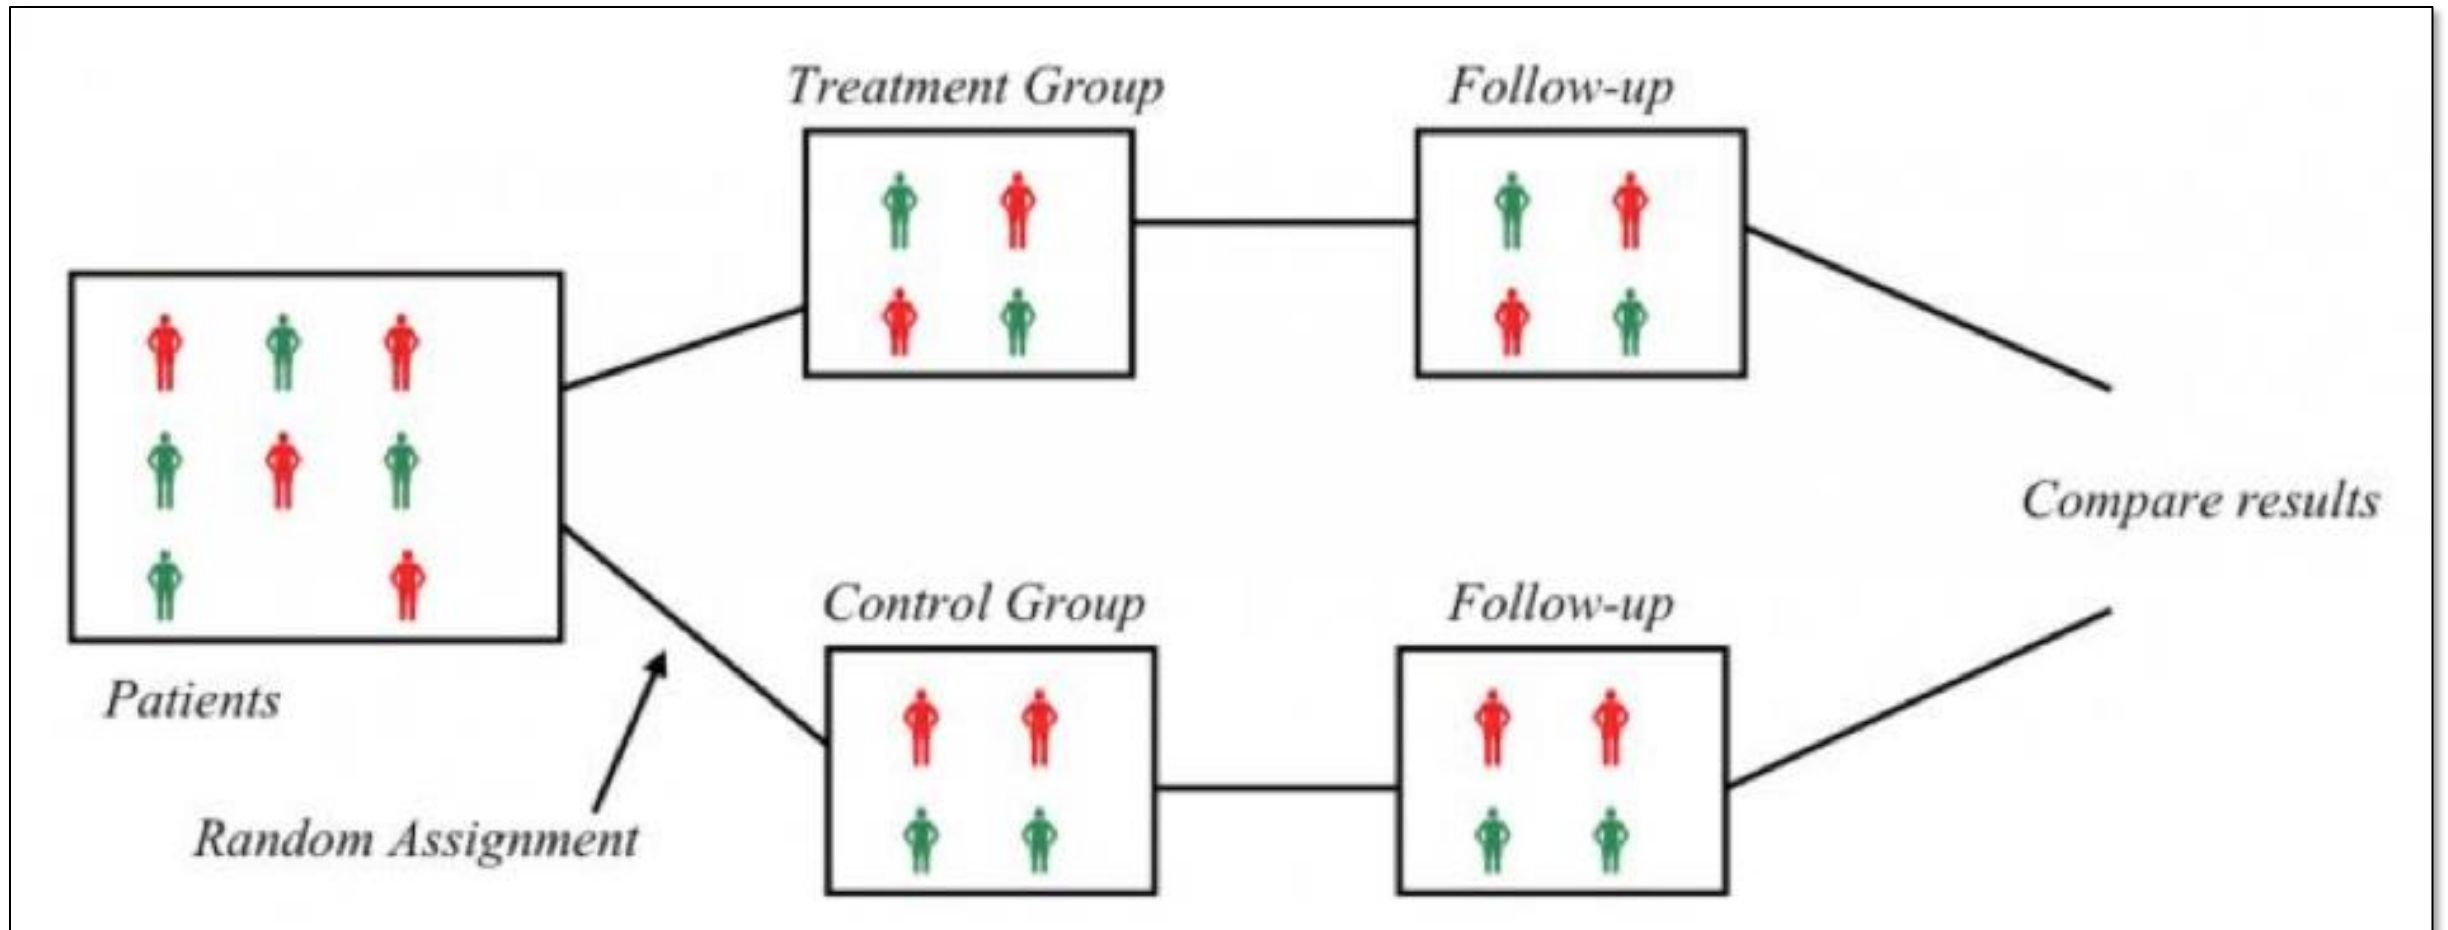 Treatment Group
Follow-up
Patients
Random Assignment
Control Group
Follow-up
Compare results